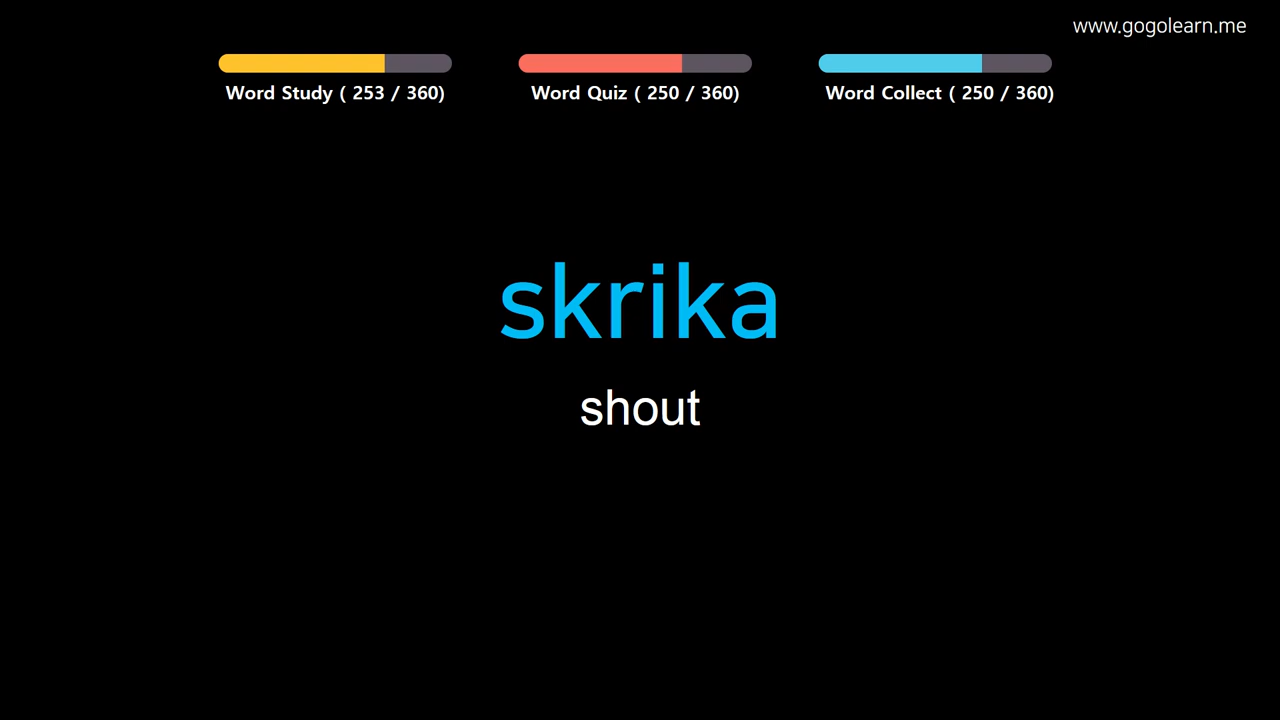 www.gogolearn.me
Word Study ( 253 / 360)
Word Quiz ( 250 / 360)
Word Collect ( 250 / 360)
skrika
shout